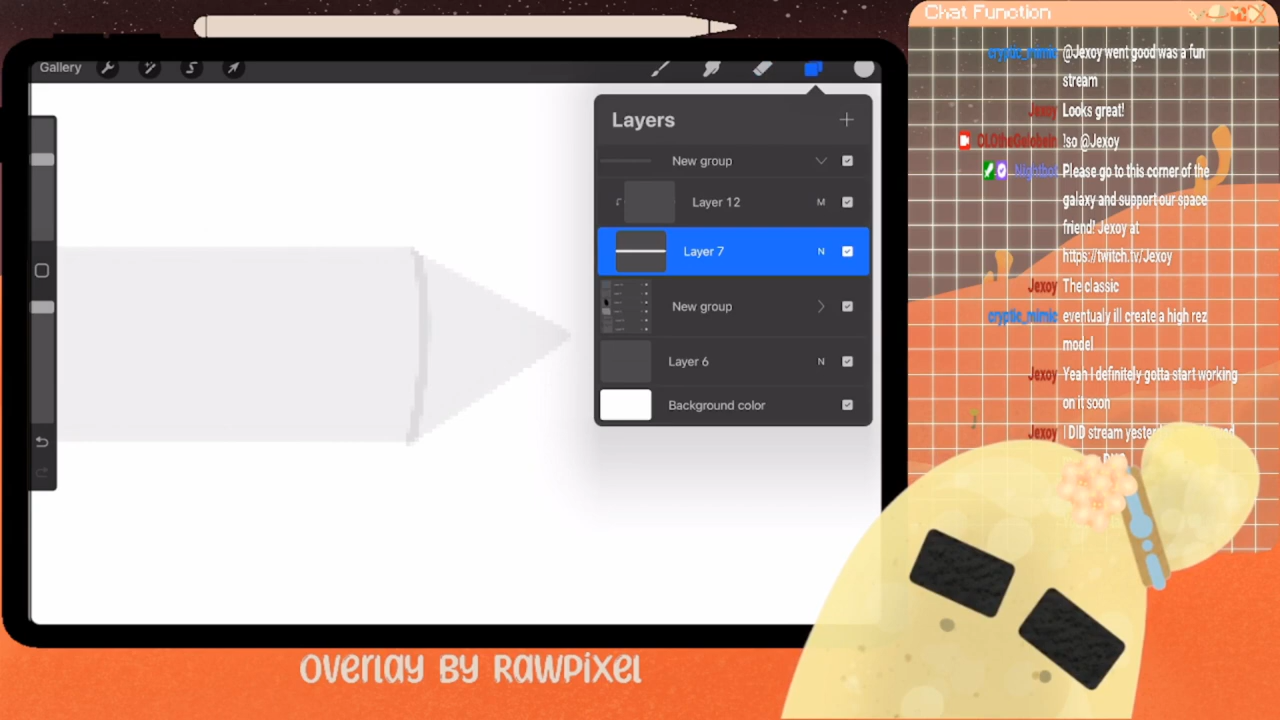 Gallery
Layers
New group
Layer 12
M
Layer 7
N
New group
Layer 6
N
Background color
Chat Function
cryptic_mimic @Jexoy went good was a fun
stream
Jexoy Looks great!
!so @Jexoy
Nightbot Please go to this corner of the
galaxy and support our space
friend! Jexoy at
https://twitch.tv/Jexoy
Jexoy The classic
cryptic_mimic eventualy ill create a high rez
model
Jexoy Yeah I definitely gotta start working
on it soon
Jexoy I DID stream
OVERLAY BY RAWPIXEL